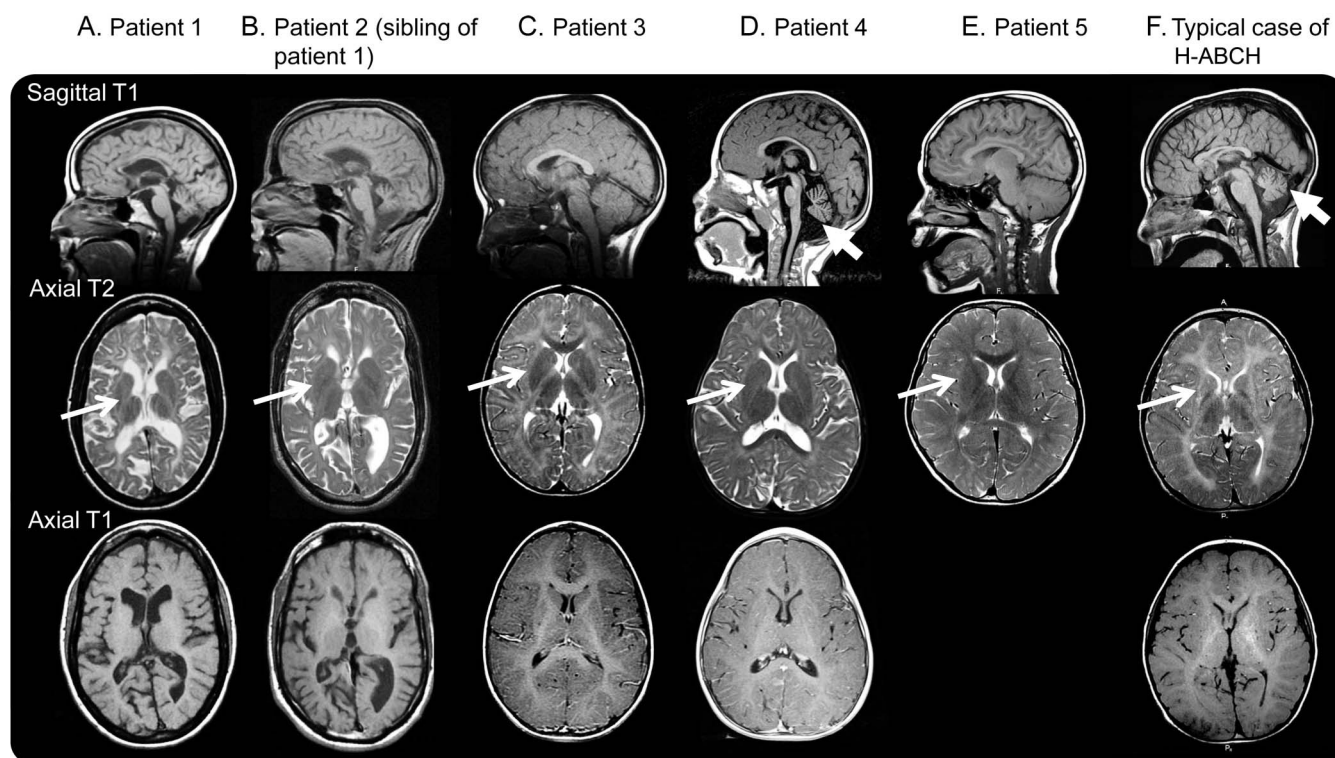 A. Patient 1
B. Patient 2 (sibling of
patient 1)
C. Patient 3
D. Patient 4
E. Patient 5
F. Typical case of
H-ABCH
Sagittal T1
Axial T2
Axial T1
A